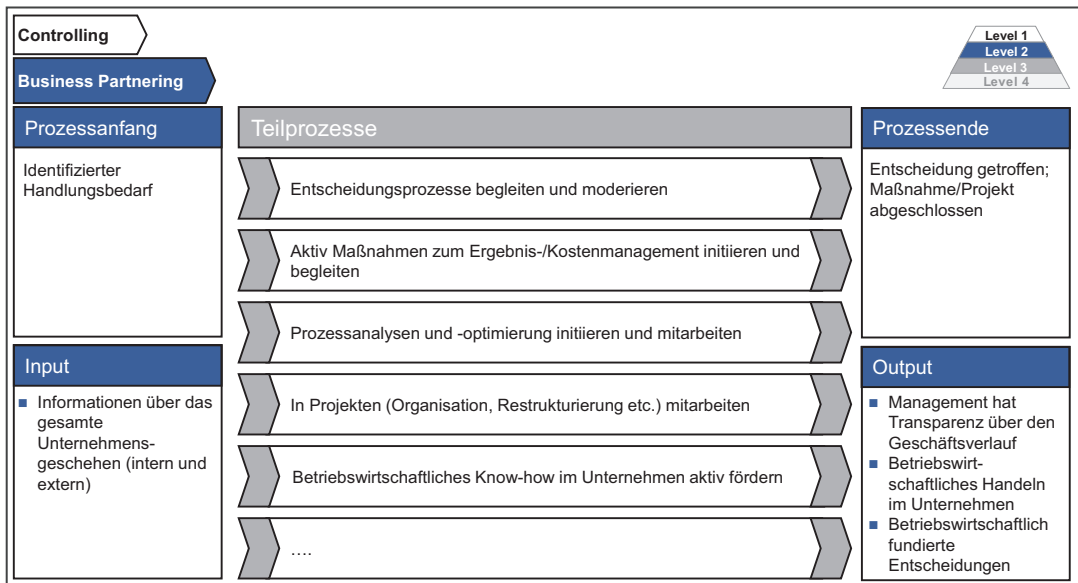 Controlling
Level 1
Level 2
Level 3
Level 4
Business Partnering
Prozessanfang
Identifizierter
Handlungsbedarf
Teilprozesse
Entscheidungsprozesse begleiten und moderieren
Aktiv Maßnahmen zum Ergebnis-/Kostenmanagement initiieren und
begleiten
Prozessanalysen und -optimierung initiieren und mitarbeiten
In Projekten (Organisation, Restrukturierung etc.) mitarbeiten
Betriebswirtschaftliches Know-how im Unternehmen aktiv fördern
....
Prozessende
Entscheidung getroffen;
Maßnahme/Projekt
abgeschlossen
Input
Informationen über das
gesamte
Unternehmens-
geschehen (intern und
extern)
Output
Management hat
Transparenz über den
Geschäftsverlauf
Betriebswirt-
schaftliches Handeln
im Unternehmen
Betriebswirtschaftlich
fundierte
Entscheidungen